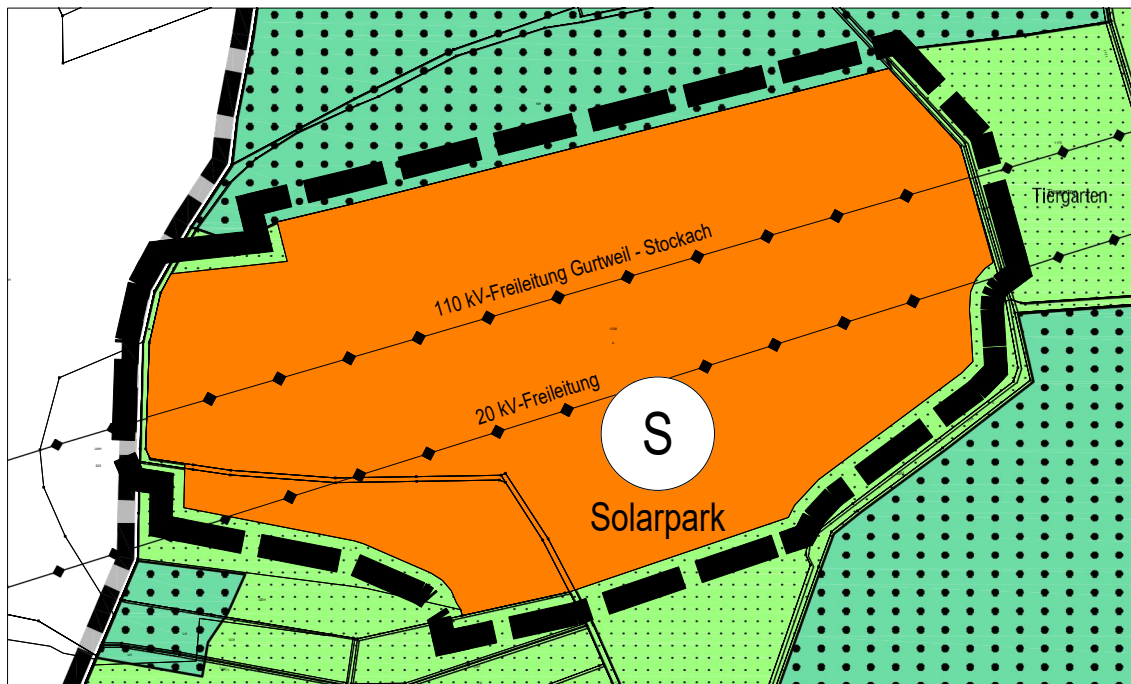 Tiergarten
110 kV-Freileitung Gurtweil - Stockach
20 kV-Freileitung
S
Solarpark